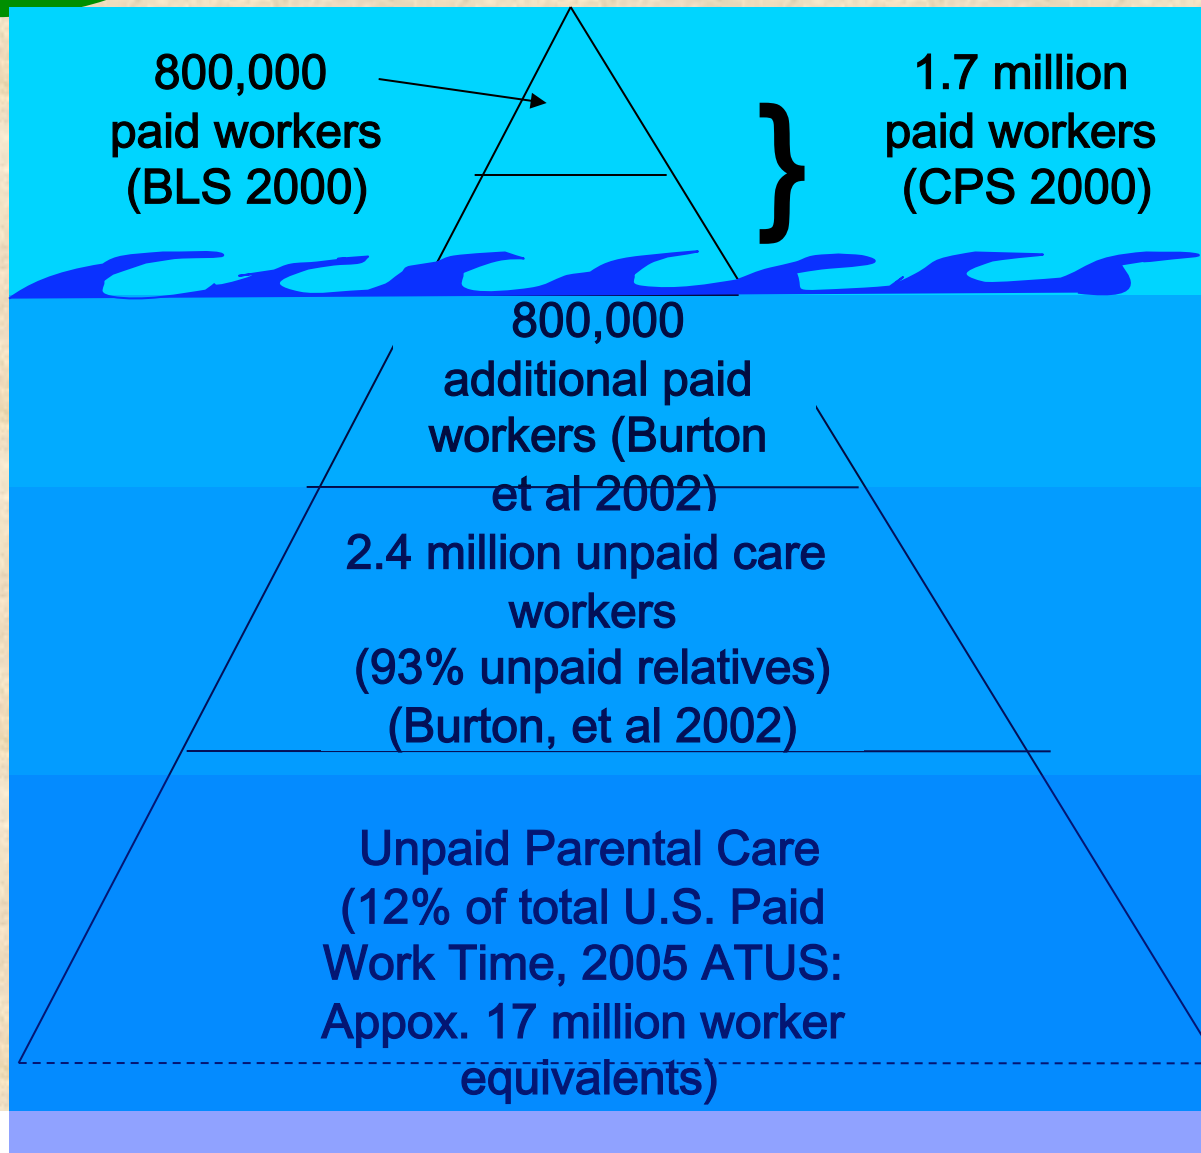 800,000
paid workers
(BLS 2000)
}
1.7 million
paid workers
(CPS 2000)
800,000
additional paid
workers (Burton
et al 2002)
2.4 million unpaid care
workers
(93% unpaid relatives)
(Burton, et al 2002)
Unpaid Parental Care
(12% of total U.S. Paid
Work Time, 2005 ATUS:
Appox. 17 million worker
equivalents)